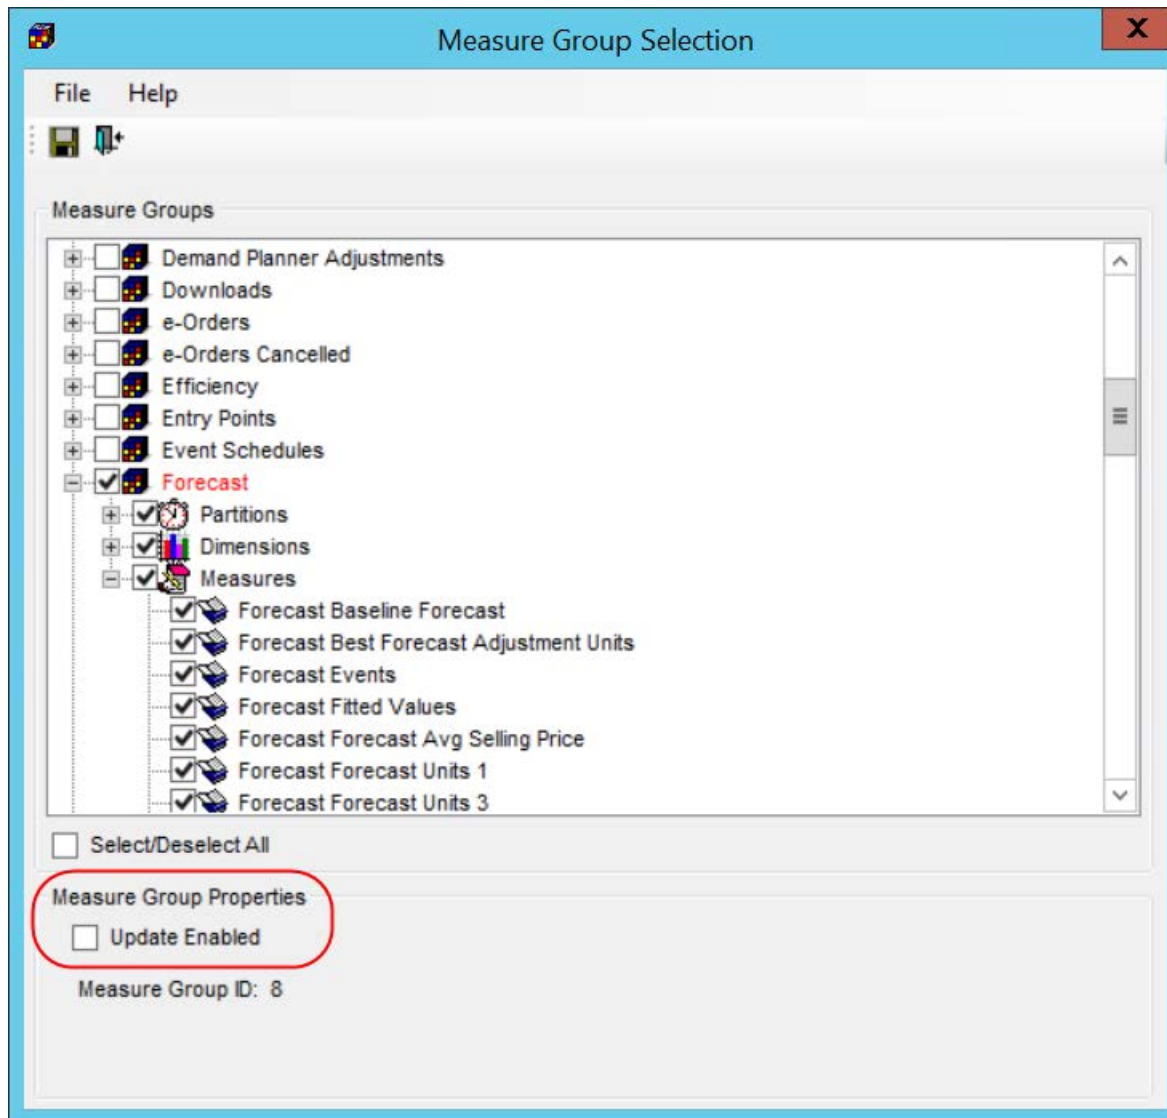 Measure Group Selection
X
File Help
Measure Groups
Demand Planner Adjustments
Downloads
e-Orders
e-Orders Cancelled
Efficiency
Entry Points
Event Schedules
Forecast
Partitions
Dimensions
Measures
Forecast Baseline Forecast
Forecast Best Forecast Adjustment Units
Forecast Events
Forecast Fitted Values
Forecast Forecast Avg Selling Price
Forecast Forecast Units 1
Forecast Forecast Units 3
Select/Deselect All
Measure Group Properties
Update Enabled
Measure Group ID: 8